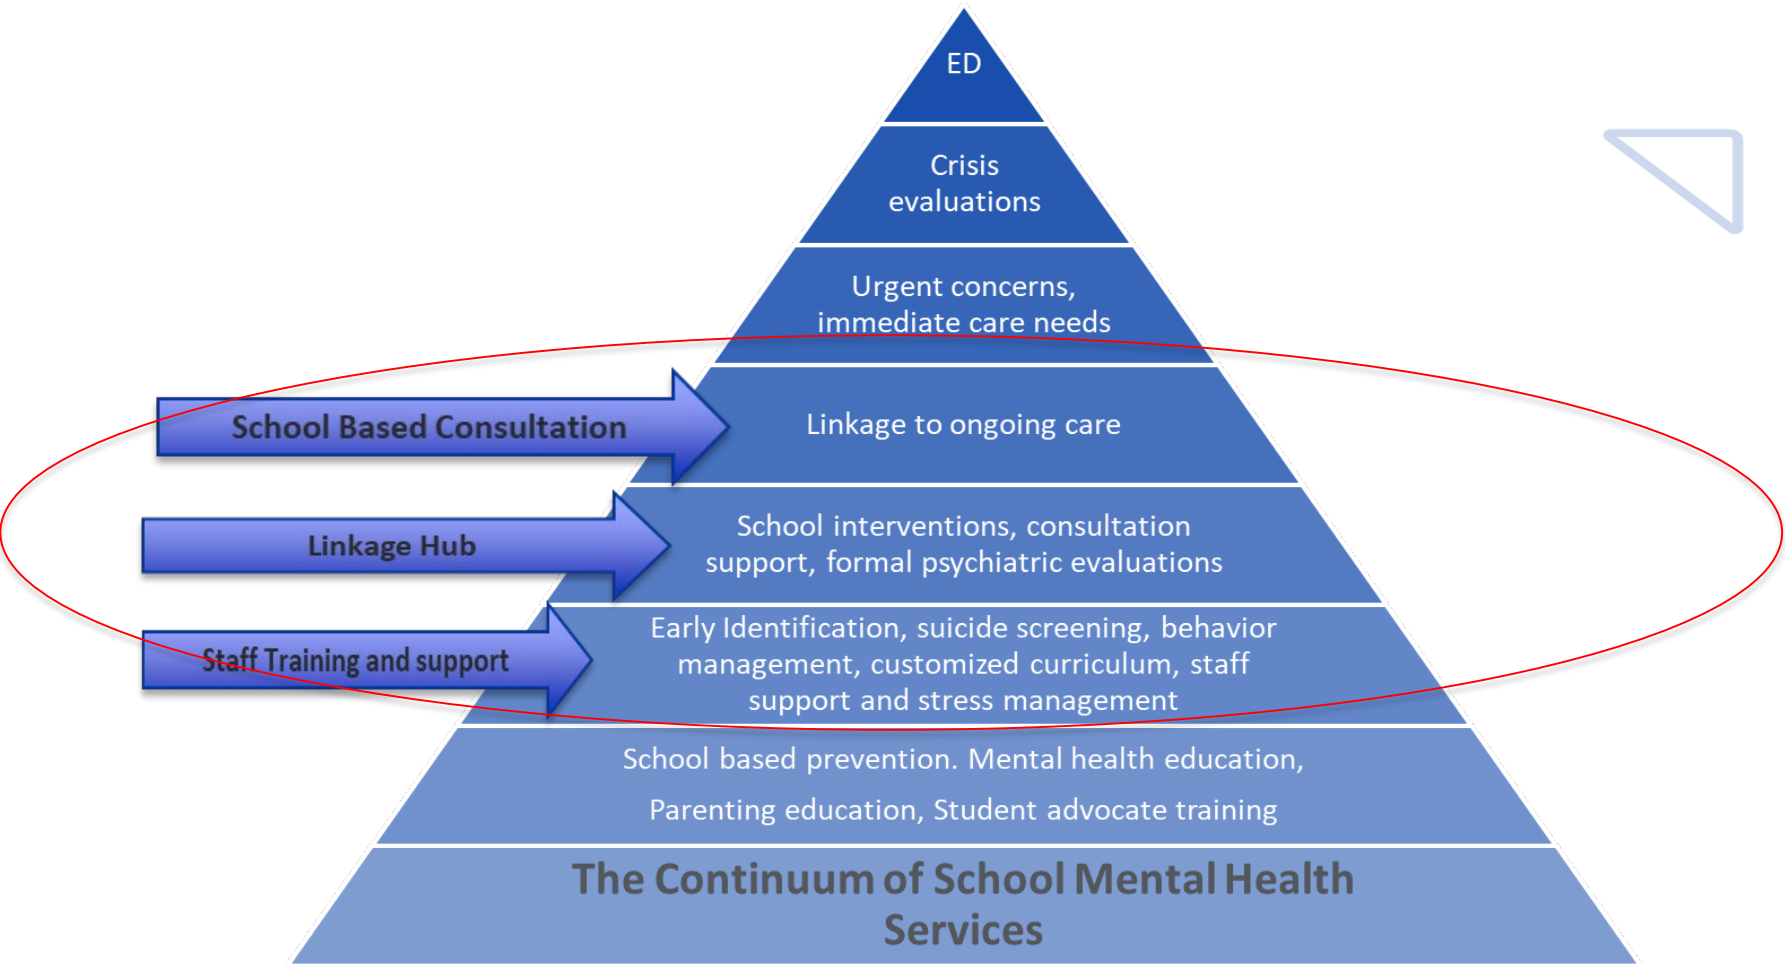 ED
Crisis
evaluations
Urgent concerns,
immediate care needs
School Based Consultation
Linkage to ongoing care
Linkage Hub
School interventions, consultation
support, formal psychiatric evaluations
Staff Training and support
Early Identification, suicide screening, behavior
management, customized curriculum, staff
support and stress management
School based prevention. Mental health education,
Parenting education, Student advocate training
The Continuum of School Mental Health
Services